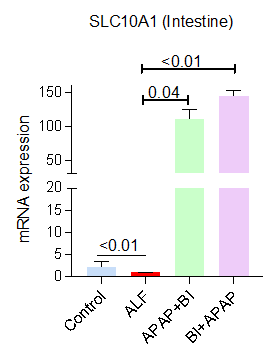 SLC10A1 (Intestine)
<0.01
0.04
<0.01
mRNA expression
150
100
50
20
15
10
5
0
Control
ALF
APAP+BI
BI+APAP